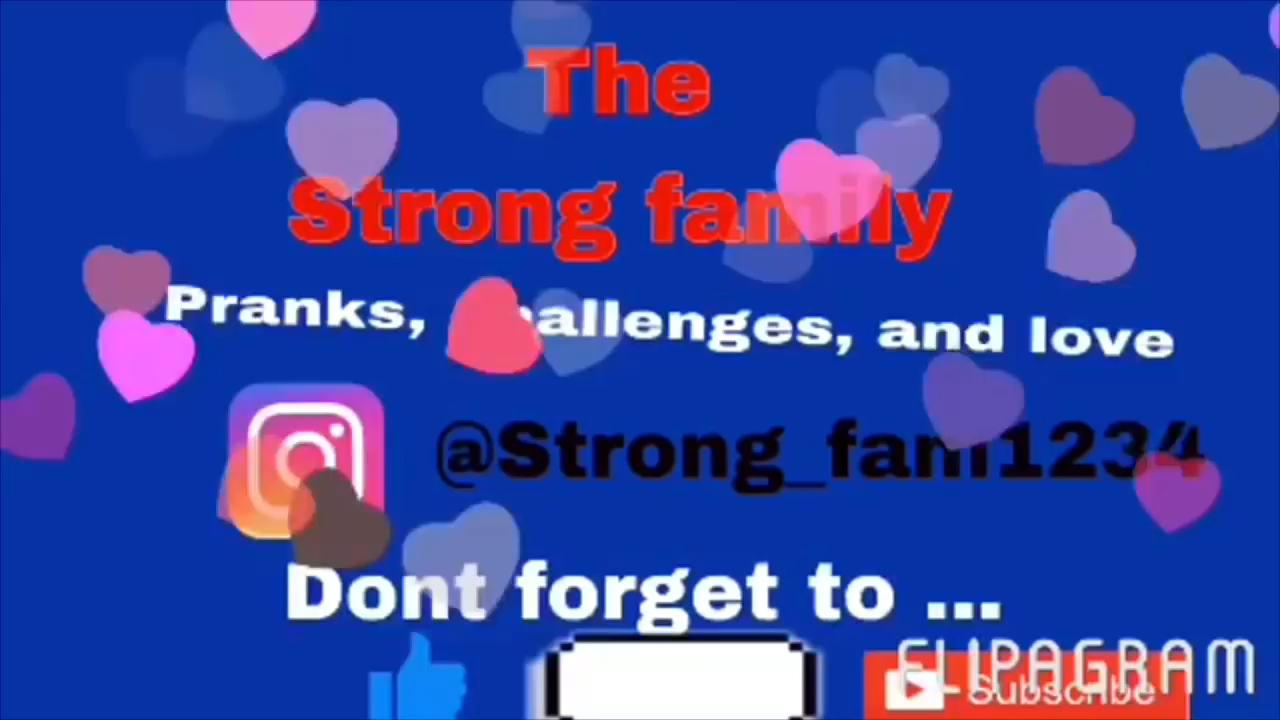 The
Strong family
Pranks, challenges, and love
@Strong_fam1234
Dont forget to ...
Subscribe
FLIPAGRAM